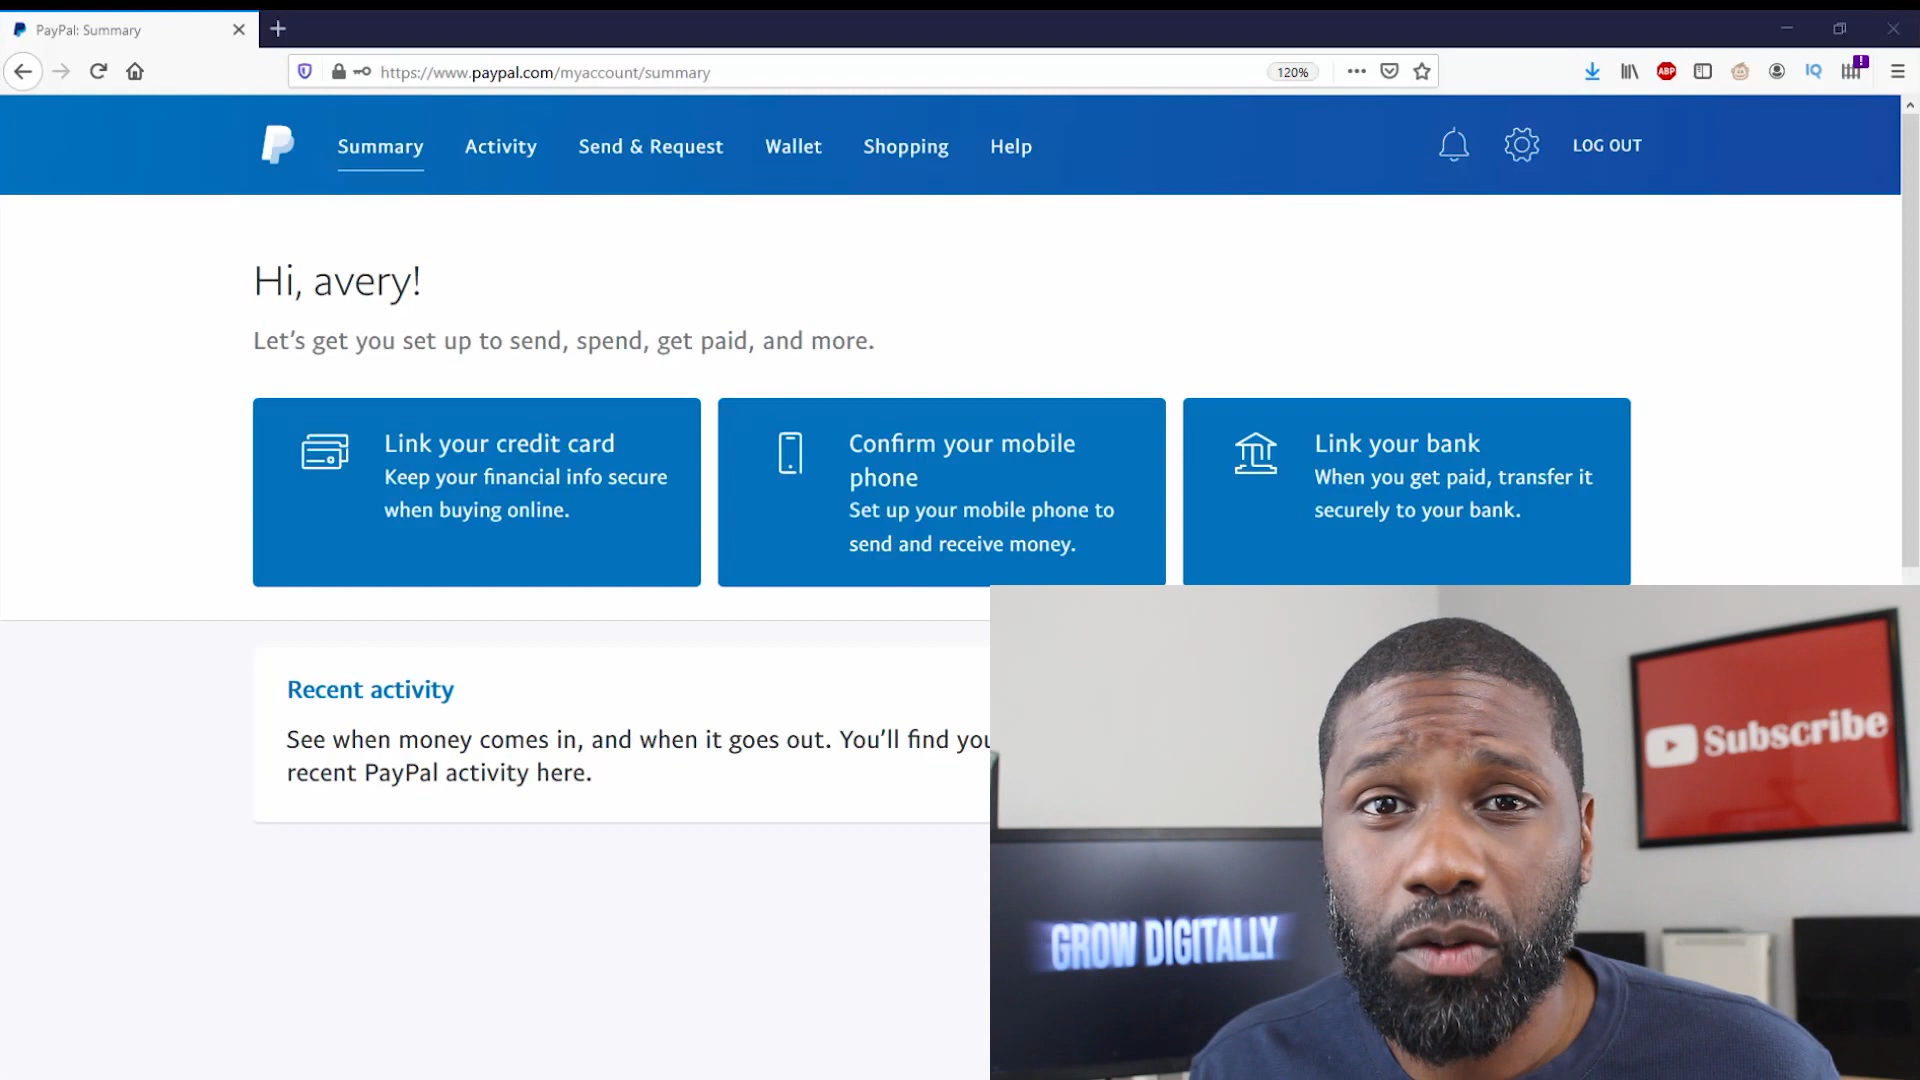 PayPal: Summary
https://www.paypal.com/myaccount/summary
120%
ABP
IQ
Summary Activity Send & Request Wallet Shopping Help LOG OUT
Hi, avery!
Let's get you set up to send, spend, get paid, and more.
Link your credit card
Keep your financial info secure
when buying online.
Confirm your mobile
phone
Set up your mobile phone to
send and receive money.
Link your bank
When you get paid, transfer it
securely to your bank.
Recent activity
See when money comes in, and when it goes out. You'll find you
recent PayPal activity here.
Subscribe
GROW DIGITALLY